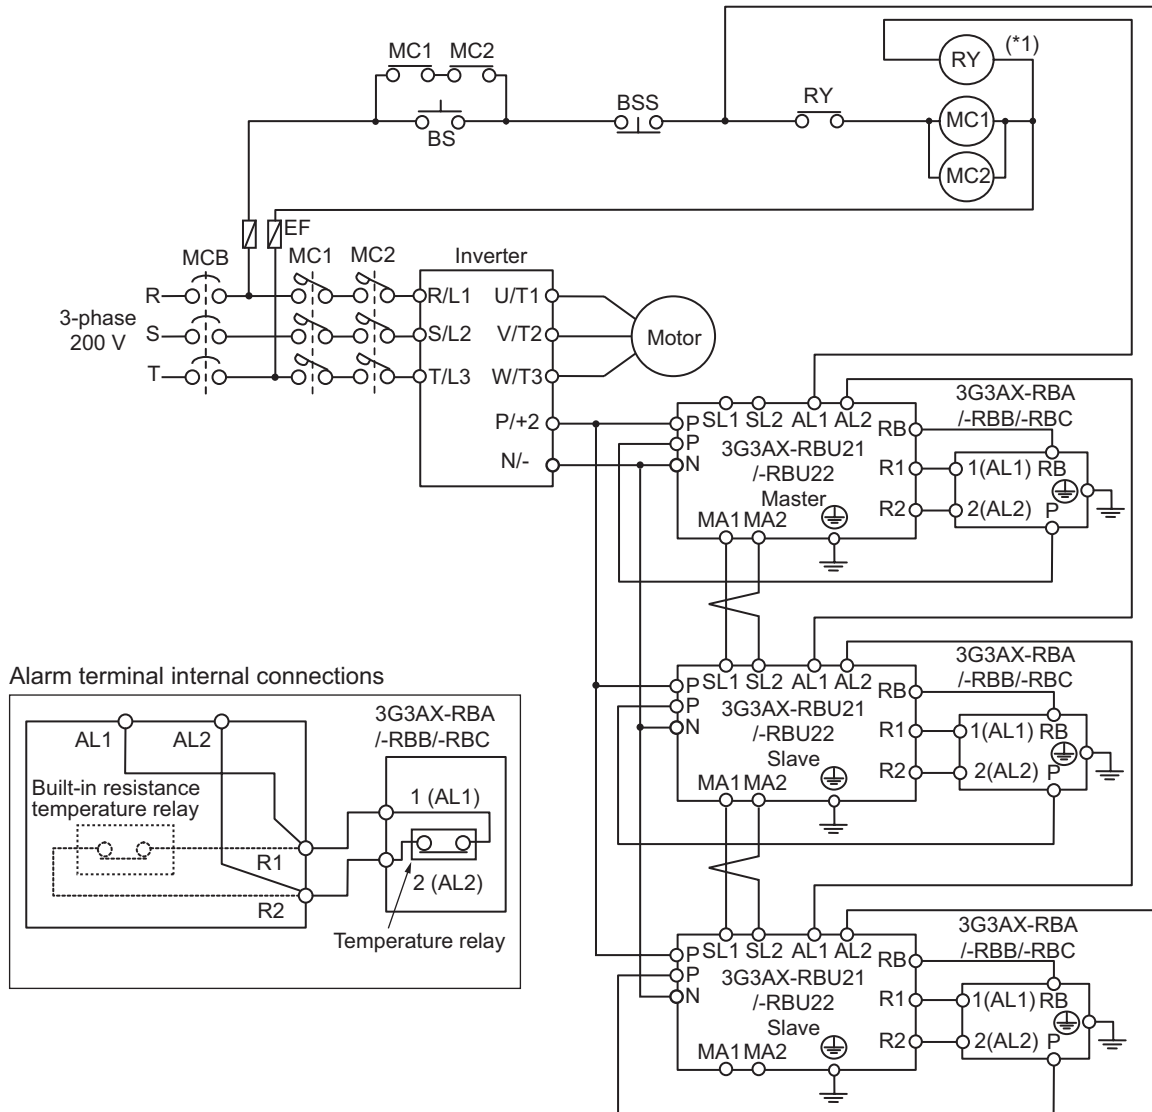 MC1 MC2
BS
BSS
RY
RY
(*1)
MC1
MC2
EF
MCB
MC1
MC2
Inverter
R
S
T
3-phase
200 V
R/L1
S/L2
T/L3
U/T1
V/T2
W/T3
P/+2
N/-
Motor
P
P
N
SL1 SL2 AL1 AL2
3G3AX-RBU21
/-RBU22
Master
MA1 MA2
RB
R1
R2
3G3AX-RBA
/-RBB/-RBC
1(AL1) RB
2(AL2) P
P
P
N
SL1 SL2 AL1 AL2
3G3AX-RBU21
/-RBU22
Slave
MA1 MA2
RB
R1
R2
3G3AX-RBA
/-RBB/-RBC
1(AL1) RB
2(AL2) P
P
P
N
SL1 SL2 AL1 AL2
3G3AX-RBU21
/-RBU22
Slave
MA1 MA2
RB
R1
R2
3G3AX-RBA
/-RBB/-RBC
1(AL1) RB
2(AL2) P
Alarm terminal internal connections
AL1
AL2
Built-in resistance
temperature relay
R1
R2
3G3AX-RBA
/-RBB/-RBC
1 (AL1)
2 (AL2)
Temperature relay